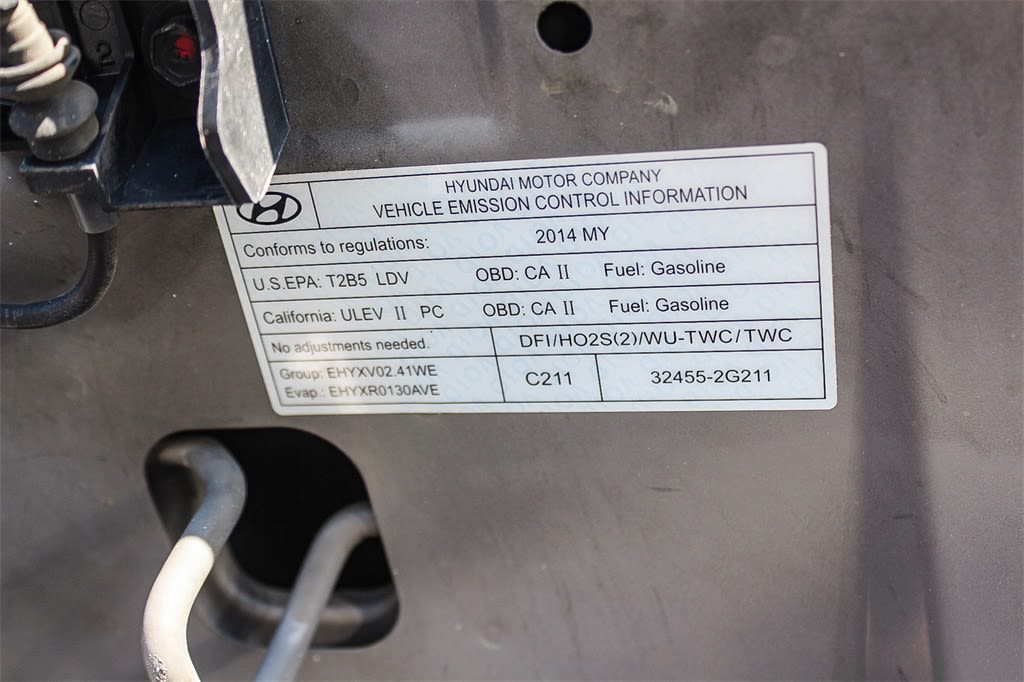 HYUNDAI MOTOR COMPANY
VEHICLE EMISSION CONTROL INFORMATION
Conforms to regulations: 2014 MY
U.S.EPA: T2B5 LDV OBD: CA II Fuel: Gasoline
California: ULEV II PC OBD: CA II Fuel: Gasoline
No adjustments needed. DFI/HO2S(2)/WU-TWC/TWC
Group: EHYXV02.41WE
Evap.: EHYXR0130AVE
C211 32455-2G211
2